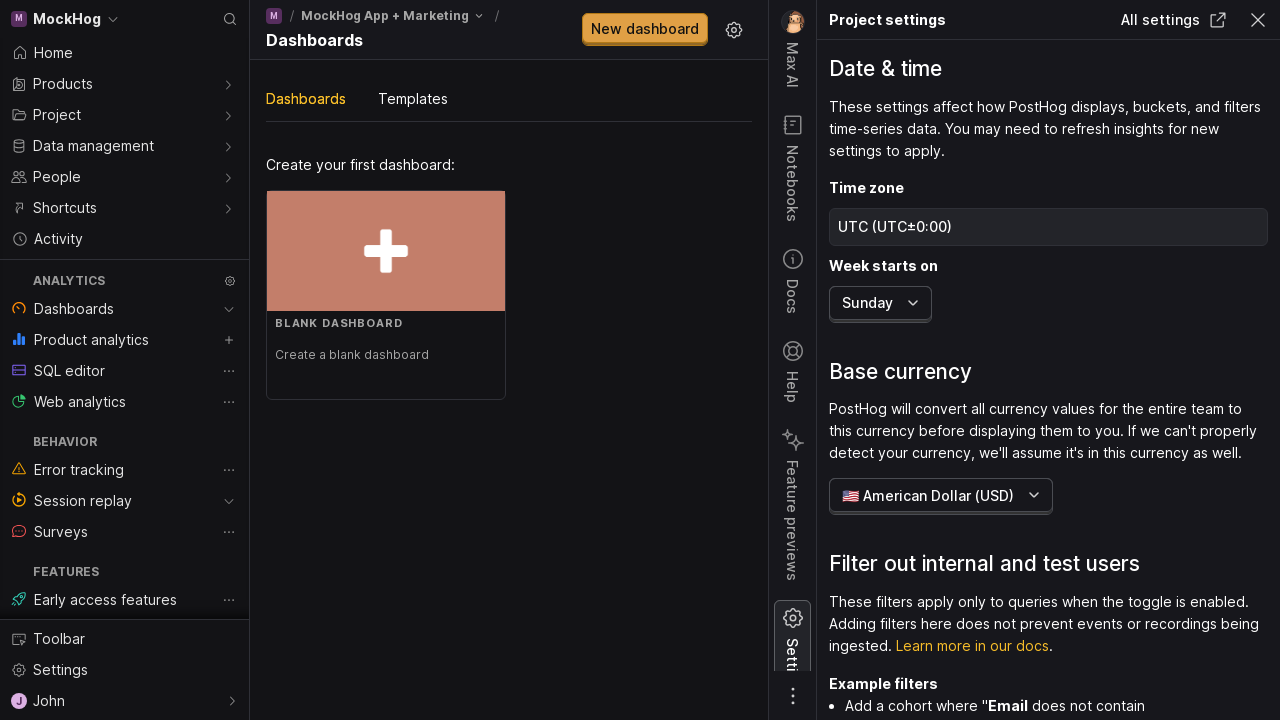 M MockHog
Home
Products
Project
Data management
People
Shortcuts
Activity
ANALYTICS
Dashboards
Product analytics
SQL editor
Web analytics
BEHAVIOR
Error tracking
Session replay
Surveys
FEATURES
Early access features
Toolbar
Settings
J John
M / MockHog App + Marketing /
Dashboards
New dashboard
Dashboards Templates
Create your first dashboard:
BLANK DASHBOARD
Create a blank dashboard
Max AI
Notebooks
Docs
Help
Feature previews
Setti
Project settings All settings
Date & time
These settings affect how PostHog displays, buckets, and filters
time-series data. You may need to refresh insights for new
settings to apply.
Time zone
UTC (UTC±0:00)
Week starts on
Sunday
Base currency
PostHog will convert all currency values for the entire team to
this currency before displaying them to you. If we can't properly
detect your currency, we'll assume it's in this currency as well.
🇺🇸 American Dollar (USD)
Filter out internal and test users
These filters apply only to queries when the toggle is enabled.
Adding filters here does not prevent events or recordings being
ingested. Learn more in our docs.
Example filters
• Add a cohort where "Email does not contain